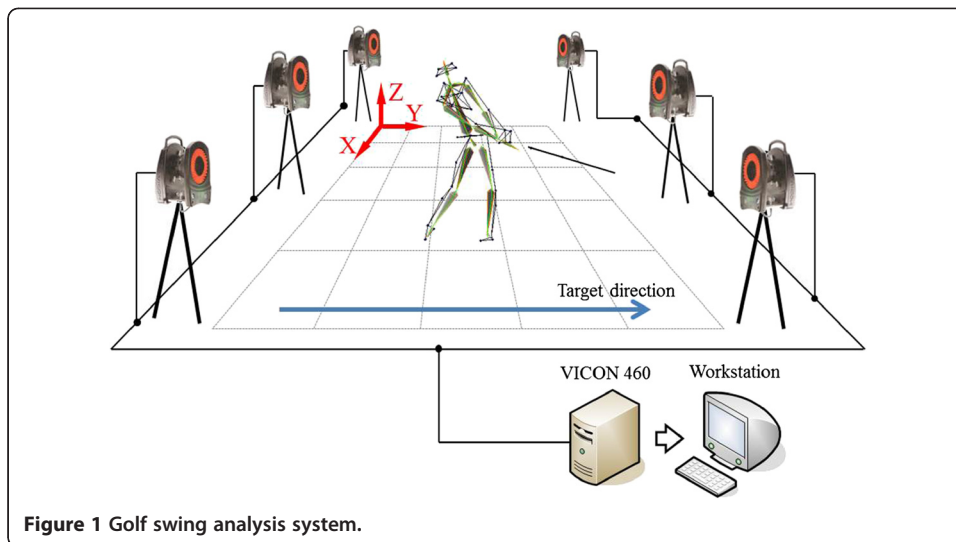 Z
Y
X
Target direction
VICON 460
Workstation
Figure 1 Golf swing analysis system.